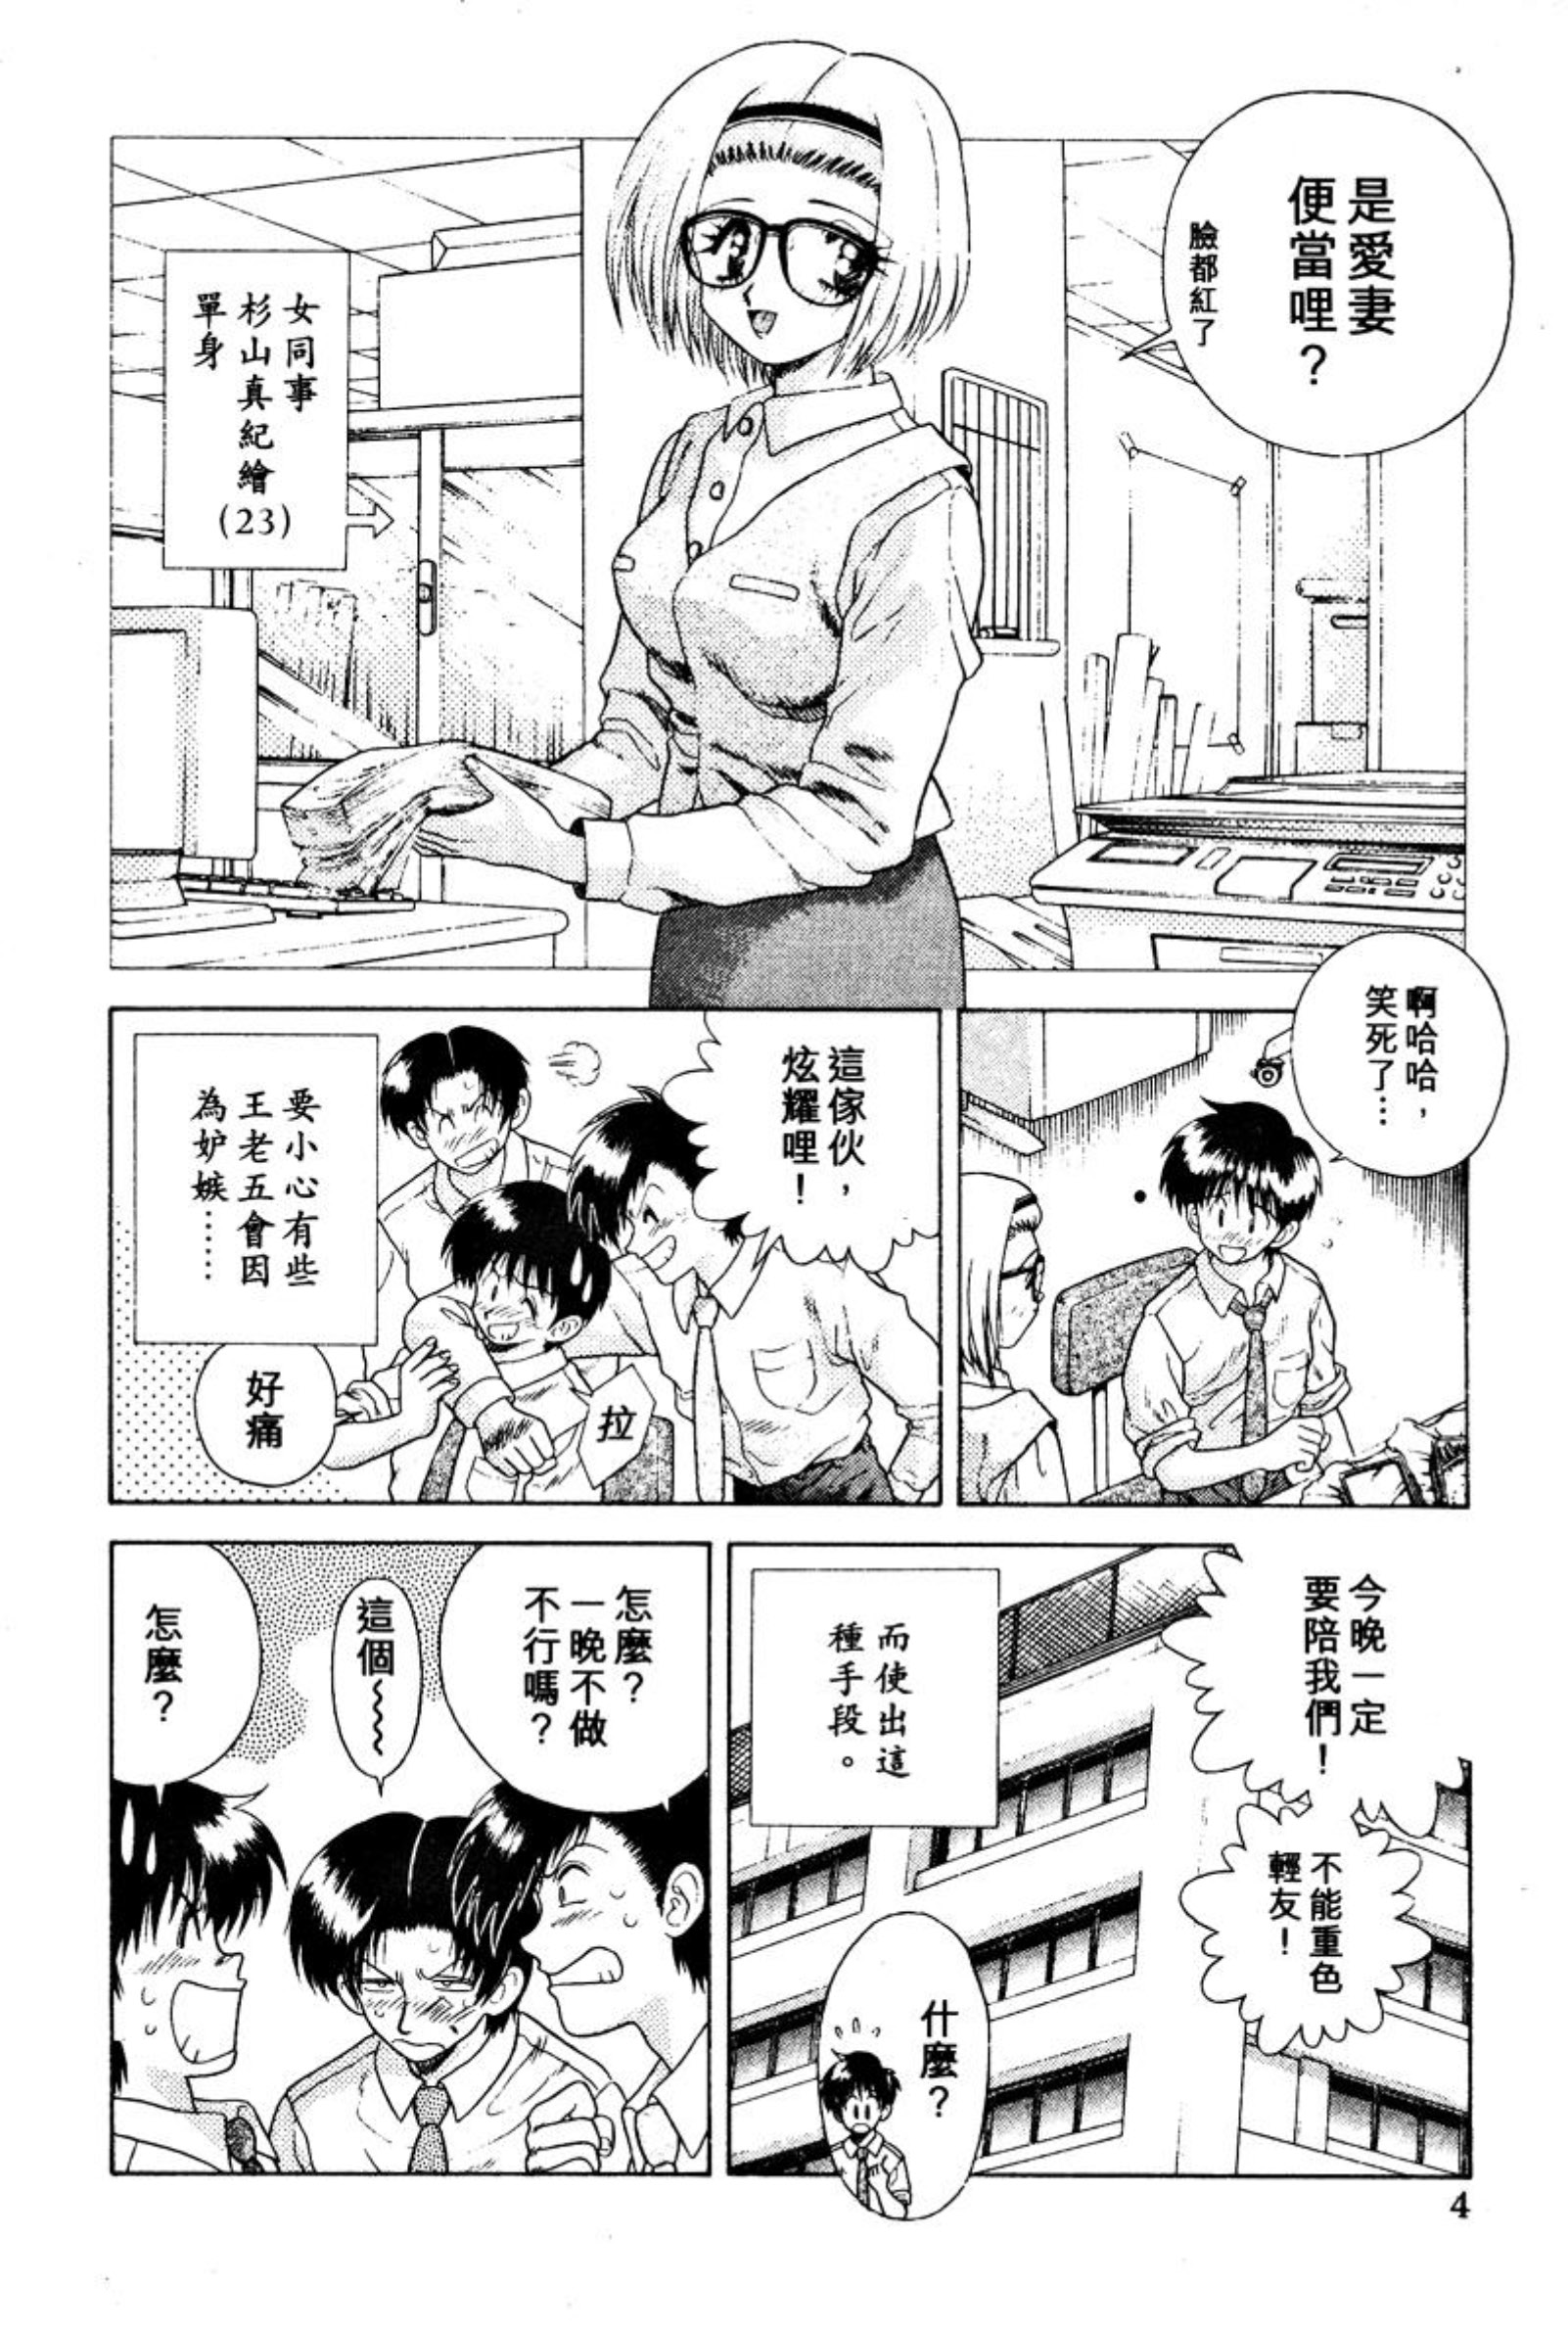 是愛妻
便當哩？
臉都紅了
女同事
杉山真紀繪
(23)
單身
啊哈哈，
笑死了…
這傢伙，
炫耀哩！
要小心有些
王老五會因
為妒嫉……
好痛
拉
今晚一定
要陪我們！
不能重色
輕友！
而使出這
種手段。
什麼？
怎麼？
一晚不做
不行嗎？
這個～～
怎麼？
4